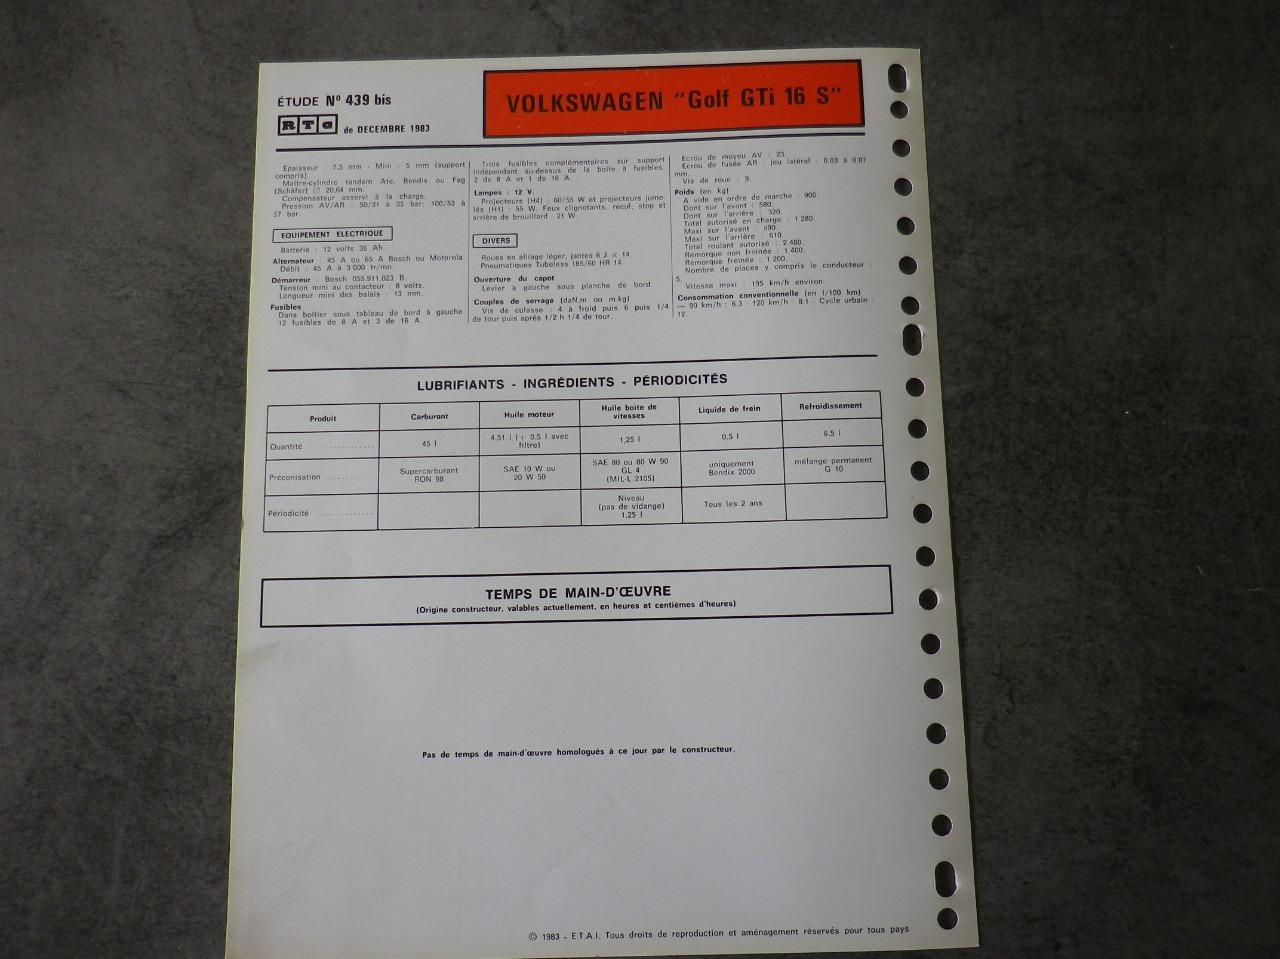 ÉTUDE Nº 439 bis
RTa de DECEMBRE 1983
VOLKSWAGEN "Golf GTi 16 S"
Epaisseur : 7,5 mm - Mini : 5 mm (support
compris).
Maître-cylindre tandem Ate, Bendix ou Fag
(Schäfer) ∅ 20,64 mm.
Compensateur asservi à la charge.
Pression AV/AR : 50/31 à 35 bar; 100/53 à
57 bar.
EQUIPEMENT ELECTRIQUE
Batterie : 12 volts 36 Ah.
Alternateur : 45 A ou 65 A Bosch ou Motorola.
Débit : 45 A à 3 000 tr/mn.
Démarreur : Bosch 055.911.023 B.
Tension mini au contacteur : 8 volts.
Longueur mini des balais : 13 mm.
Fusibles
Dans boîtier sous tableau de bord à gauche.
12 fusibles de 8 A et 3 de 16 A.
Trois fusibles complémentaires sur support
indépendant au-dessus de la boîte à fusibles.
2 de 8 A et 1 de 16 A.
Lampes : 12 V.
Projecteurs (H4) : 60/55 W et projecteurs jume-
lés (H1) : 55 W. Feux clignotants, recul, stop et
arrière de brouillard : 21 W.
DIVERS
Roues en alliage léger, jantes 6 J × 14.
Pneumatiques Tubeless 185/60 HR 14.
Ouverture du capot
Levier à gauche sous planche de bord.
Couples de serrage (daN.m ou m.kg)
Vis de culasse : 4 à froid puis 6 puis 1/4
de tour puis après 1/2 h 1/4 de tour.
Ecrou de moyeu AV : 23.
Ecrou de fusée AR : jeu latéral : 0,03 à 0,07
mm.
Vis de roue : 9.
Poids (en kg)
A vide en ordre de marche : 900.
Dont sur l'avant : 580.
Dont sur l'arrière : 320.
Total autorisé en charge : 1 280.
Maxi sur l'avant : 690.
Maxi sur l'arrière : 610.
Total roulant autorisé : 2 480.
Remorque non freinée : 1 400.
Remorque freinée : 1 200.
Nombre de places y compris le conducteur :
5.
Vitesse maxi : 195 km/h environ.
Consommation conventionnelle (en l/100 km)
— 90 km/h : 6,3 - 120 km/h : 8,1 - Cycle urbain :
12.
LUBRIFIANTS - INGRÉDIENTS - PÉRIODICITÉS
Produit Carburant Huile moteur Huile boîte de vitesses Liquide de frein Refroidissement
Quantité 45 l 4,51 l (+ 0,5 l avec filtre) 1,25 l 0,5 l 6,5 l
Préconisation Supercarburant RON 98 SAE 10 W ou 20 W 50 SAE 80 ou 80 W 90 GL 4 (MIL-L 2105) uniquement Bendix 2000 mélange permanent G 10
Périodicité Niveau (pas de vidange) 1,25 l Tous les 2 ans
TEMPS DE MAIN-D'ŒUVRE
(Origine constructeur, valables actuellement, en heures et centièmes d'heures)
Pas de temps de main-d'œuvre homologués à ce jour par le constructeur.
© 1983 - E.T.A.I. Tous droits de reproduction et aménagement réservés pour tous pays